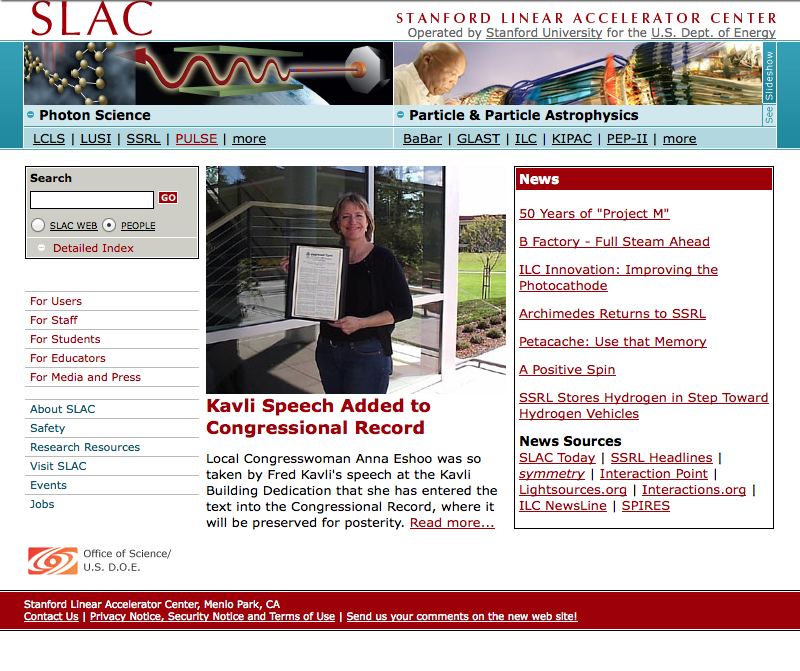 SLAC
STANFORD LINEAR ACCELERATOR CENTER
Operated by Stanford University for the U.S. Dept. of Energy
See Slideshow
Photon Science
Particle & Particle Astrophysics
LCLS | LUSI | SSRL | PULSE | more
BaBar | GLAST | ILC | KIPAC | PEP-II | more
Search
GO
SLAC WEB PEOPLE
Detailed Index
For Users
For Staff
For Students
For Educators
For Media and Press
About SLAC
Safety
Research Resources
Visit SLAC
Events
Jobs
Office of Science/
U.S. D.O.E.
Kavli Speech Added to
Congressional Record
Local Congresswoman Anna Eshoo was so
taken by Fred Kavli's speech at the Kavli
Building Dedication that she has entered the
text into the Congressional Record, where it
will be preserved for posterity. Read more...
News
50 Years of "Project M"
B Factory - Full Steam Ahead
ILC Innovation: Improving the
Photocathode
Archimedes Returns to SSRL
Petacache: Use that Memory
A Positive Spin
SSRL Stores Hydrogen in Step Toward
Hydrogen Vehicles
News Sources
SLAC Today | SSRL Headlines |
symmetry | Interaction Point |
Lightsources.org | Interactions.org |
ILC NewsLine | SPIRES
Stanford Linear Accelerator Center, Menlo Park, CA
Contact Us | Privacy Notice, Security Notice and Terms of Use | Send us your comments on the new web site!